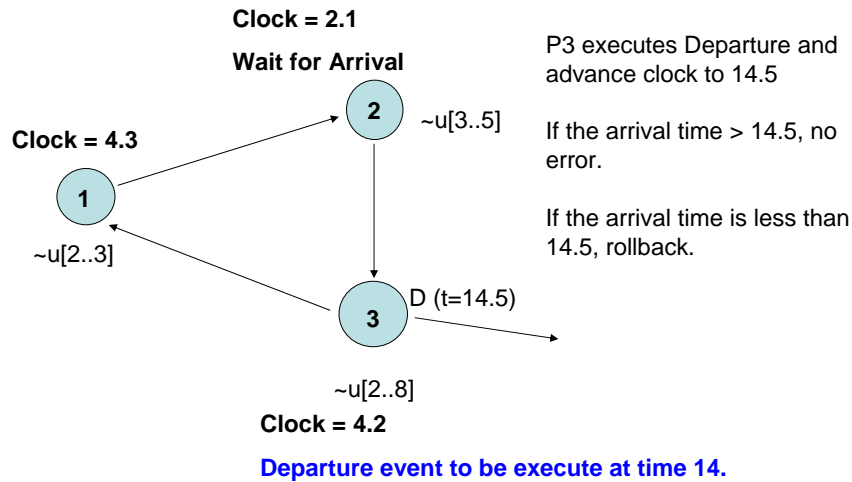 Clock = 2.1
Wait for Arrival
2
~u[3..5]
Clock = 4.3
1
~u[2..3]
3
D (t=14.5)
~u[2..8]
Clock = 4.2
Departure event to be execute at time 14.
P3 executes Departure and
advance clock to 14.5
If the arrival time > 14.5, no
error.
If the arrival time is less than
14.5, rollback.